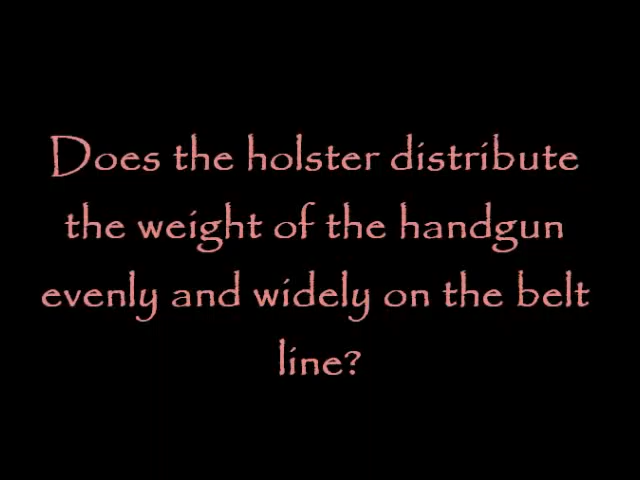 Does the holster distribute
the weight of the handgun
evenly and widely on the belt
line?